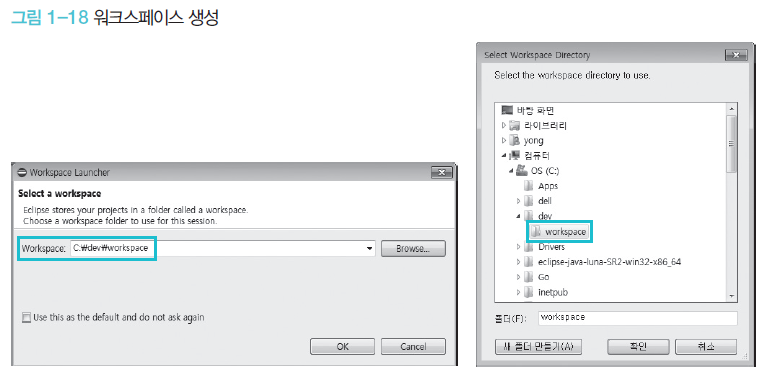 그림 1-18 워크스페이스 생성
Workspace Launcher
Select a workspace
Eclipse stores your projects in a folder called a workspace.
Choose a workspace folder to use for this session.
Workspace: C:₩dev₩workspace
Browse...
Use this as the default and do not ask again
OK
Cancel
Select Workspace Directory
Select the workspace directory to use.
바탕 화면
라이브러리
yong
컴퓨터
OS (C:)
Apps
dell
dev
workspace
Drivers
eclipse-java-luna-SR2-win32-x86_64
Go
inetpub
폴더(F): workspace
새 폴더 만들기(A)
확인
취소